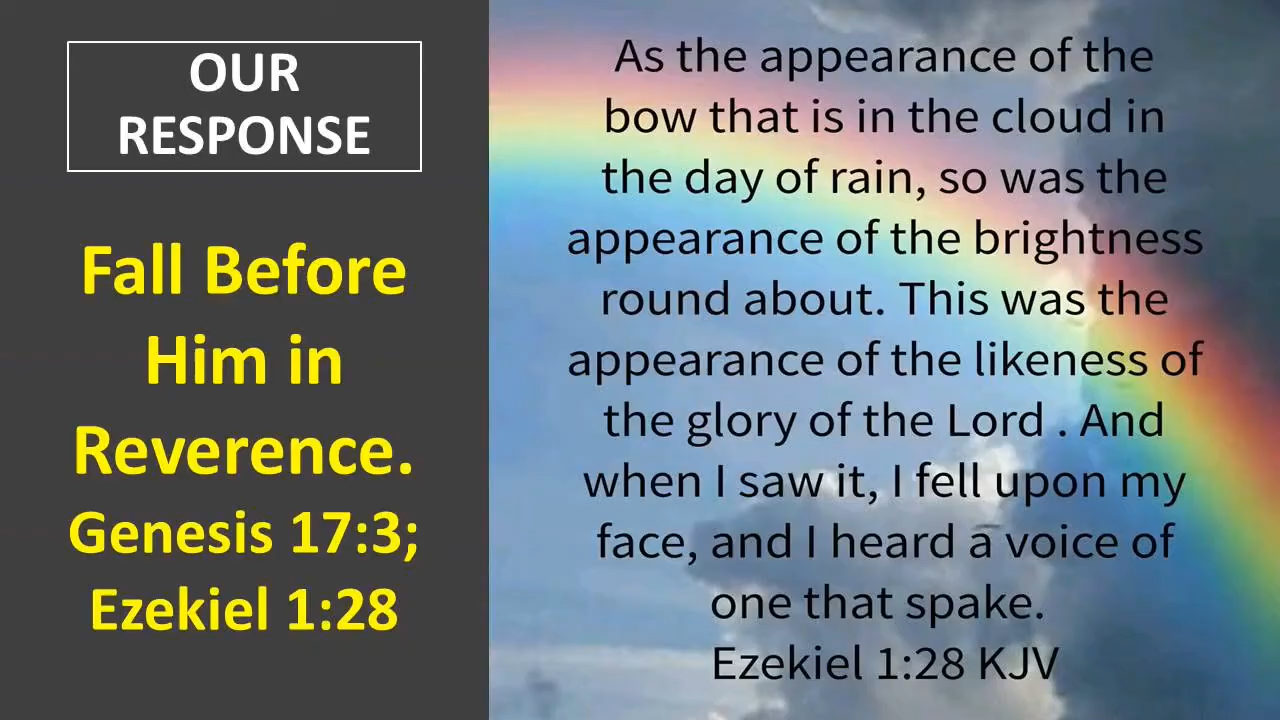 OUR
RESPONSE
Fall Before
Him in
Reverence.
Genesis 17:3;
Ezekiel 1:28
As the appearance of the
bow that is in the cloud in
the day of rain, so was the
appearance of the brightness
round about. This was the
appearance of the likeness of
the glory of the Lord . And
when I saw it, I fell upon my
face, and I heard a voice of
one that spake.
Ezekiel 1:28 KJV